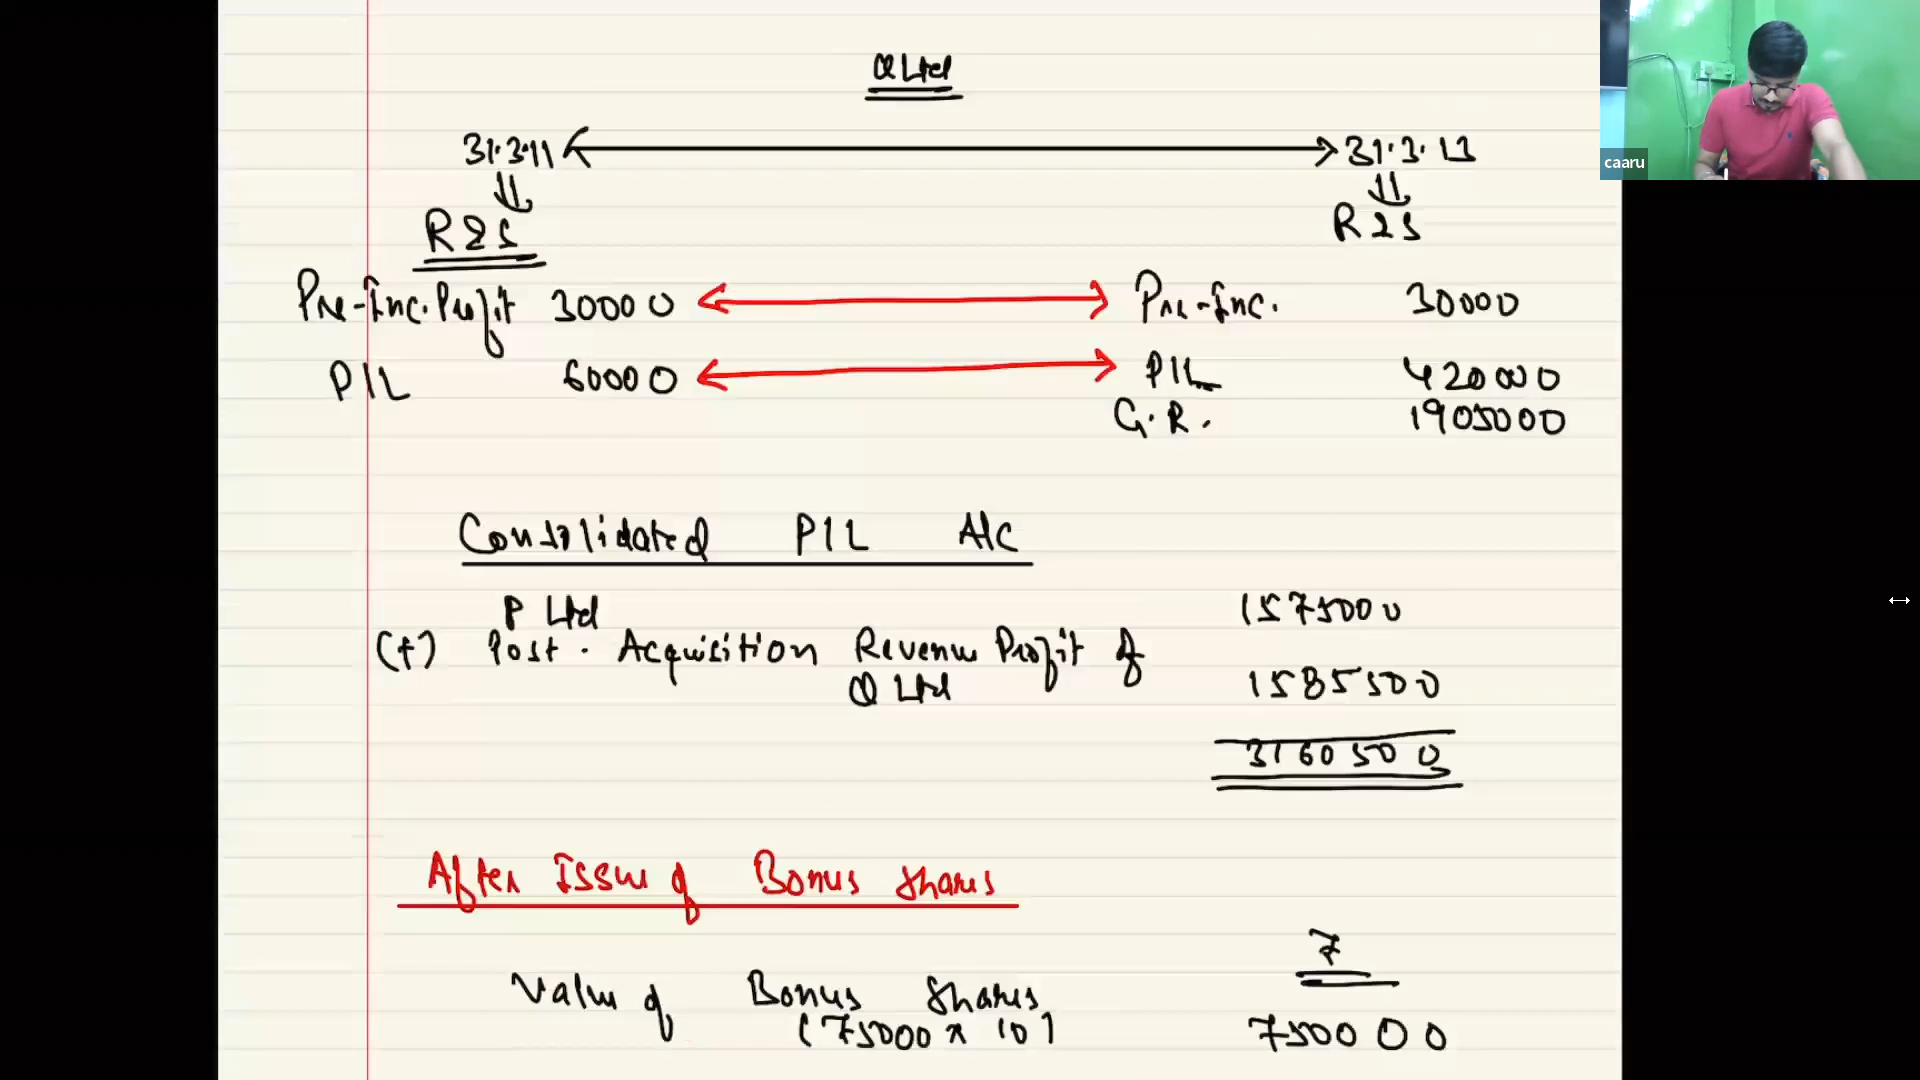 Q Ltd
31.3.11 31.3.13
R&S R&S
Pre-Inc. Profit 30000 Pre-Inc. 30000
P/L 60000 P/L 420000
G.R. 1905000
Consolidated P/L A/C
P Ltd 1575000
(+) Post. Acquisition Revenue Profit of
Q Ltd 1585500
3160500
After Issue of Bonus Shares
₹
Value of Bonus Shares
(75000 x 10) 750000
caaru